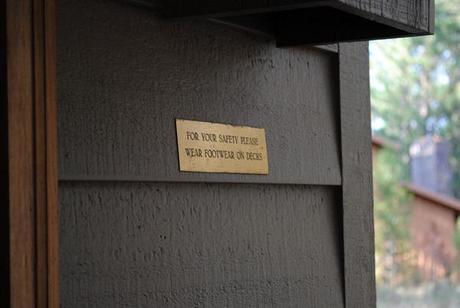 FOR YOUR SAFETY PLEASE
WEAR FOOTWEAR ON DECKS